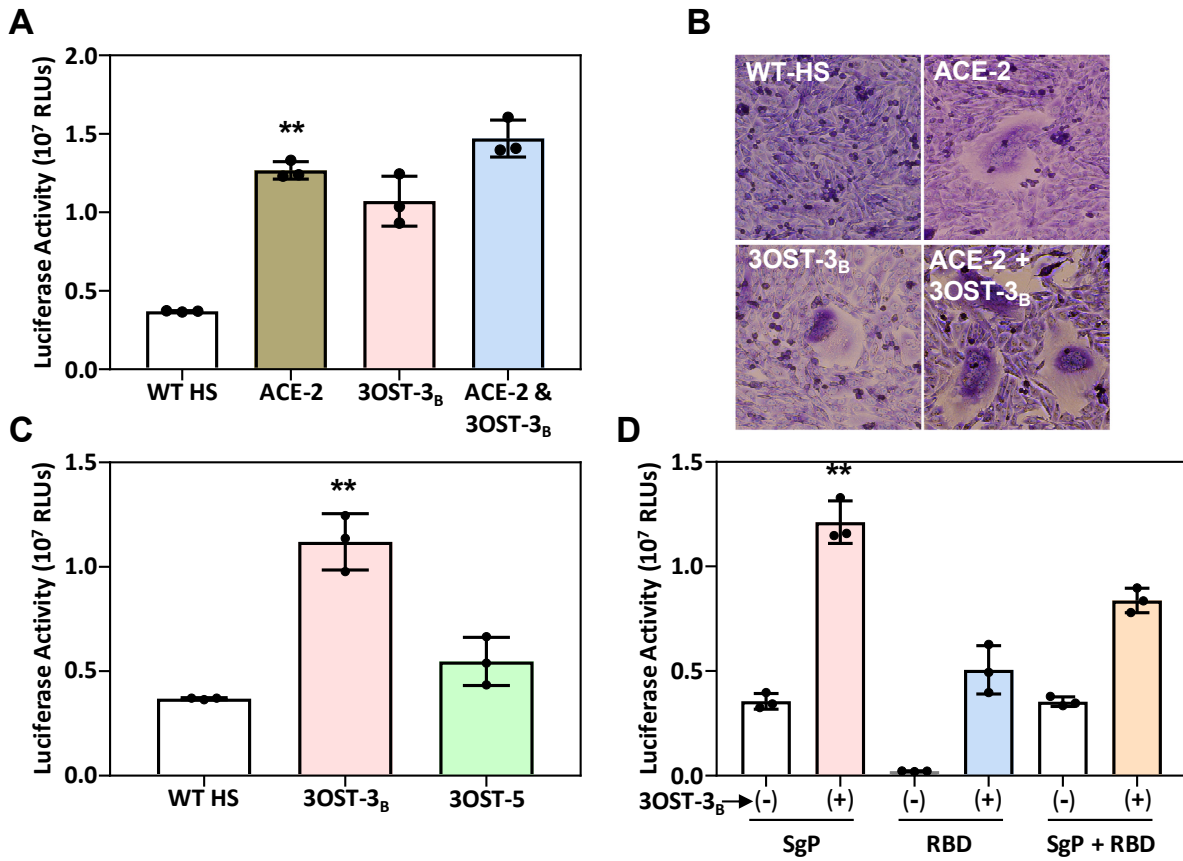 A
Luciferase Activity (10⁷ RLUs)
2.0
1.5
1.0
0.5
0.0
**
WT HS
ACE-2
3OST-3B
ACE-2 &
3OST-3B
B
WT-HS
ACE-2
3OST-3B
ACE-2 +
3OST-3B
C
Luciferase Activity (10⁷ RLUs)
1.5
1.0
0.5
0.0
**
WT HS
3OST-3B
3OST-5
D
Luciferase Activity (10⁷ RLUs)
1.5
1.0
0.5
0.0
**
3OST-3B (-) (+) (-) (+) (-) (+)
SgP RBD SgP + RBD